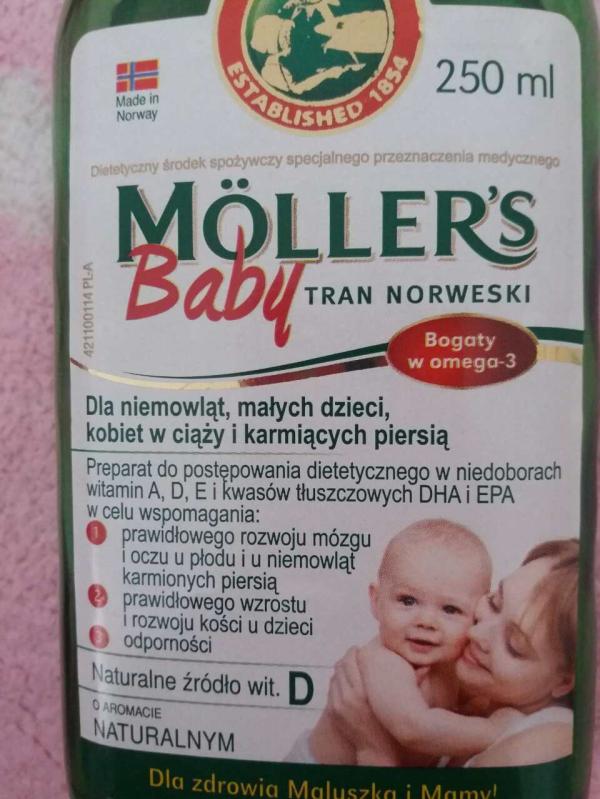 ESTABLISHED 1854
Made in
Norway
250 ml
Dietetyczny środek spożywczy specjalnego przeznaczenia medycznego
MÖLLER'S
Baby TRAN NORWESKI
421100114 PL-A
Bogaty
w omega-3
Dla niemowląt, małych dzieci,
kobiet w ciąży i karmiących piersią
Preparat do postępowania dietetycznego w niedoborach
witamin A, D, E i kwasów tłuszczowych DHA i EPA
w celu wspomagania:
1 prawidłowego rozwoju mózgu
i oczu u płodu i u niemowląt
karmionych piersią
2 prawidłowego wzrostu
i rozwoju kości u dzieci
3 odporności
Naturalne źródło wit. D
O AROMACIE
NATURALNYM
Dla zdrowia Maluszka i Mamy!